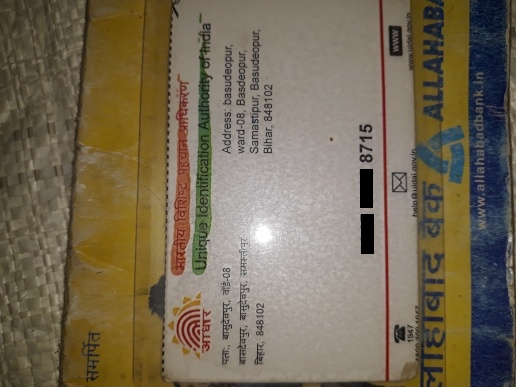 भारतीय विशिष्ट पहचान प्राधिकरण
Unique Identification Authority of India
आधार
पता:, बासुदेवपुर, वॉर्ड-08
बासदेवपुर, बासुदेवपुर, समस्तीपुर
बिहार, 848102
Address: basudeopur,
ward-08, Basdeopur,
Samastipur, Basudeopur,
Bihar, 848102
8715
1947
help@uidai.gov.in
www
www.uidai.gov.in
समर्पित
इलाहाबाद बैंक ALLAHABA
www.allahabadbank.in